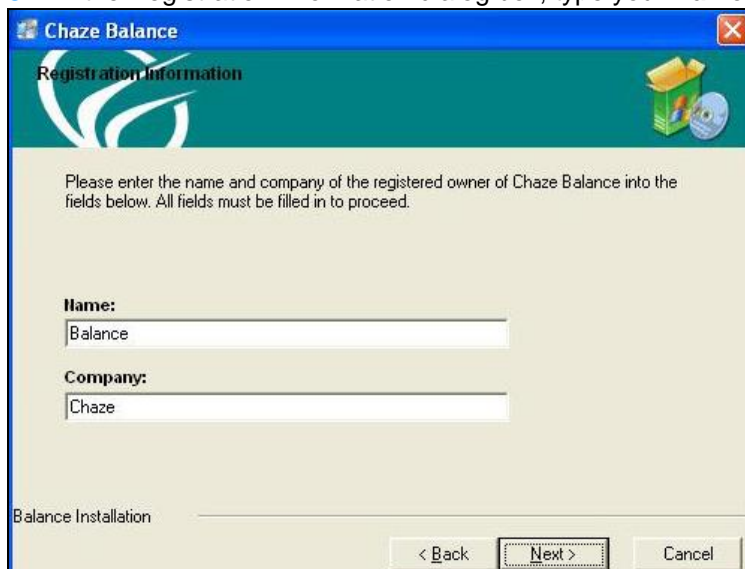 Chaze Balance
Registration Information
Please enter the name and company of the registered owner of Chaze Balance into the
fields below. All fields must be filled in to proceed.
Name:
Balance
Company:
Chaze
Balance Installation
< Back
Next >
Cancel